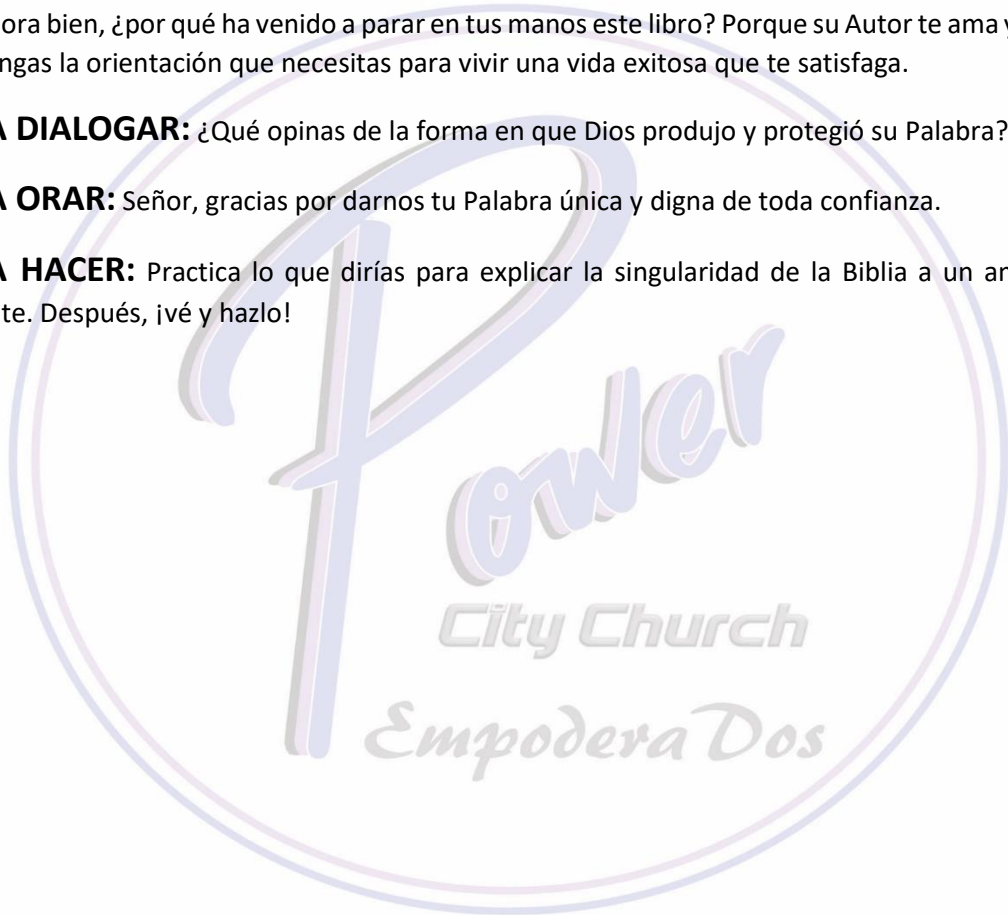 ora bien, ¿por qué ha venido a parar en tus manos este libro? Porque su Autor te ama y
ngas la orientación que necesitas para vivir una vida exitosa que te satisfaga.
A DIALOGAR: ¿Qué opinas de la forma en que Dios produjo y protegió su Palabra?
A ORAR: Señor, gracias por darnos tu Palabra única y digna de toda confianza.
A HACER: Practica lo que dirías para explicar la singularidad de la Biblia a un
te. Después, ¡vé y hazlo!
Power
City Church
EmpoderaDos